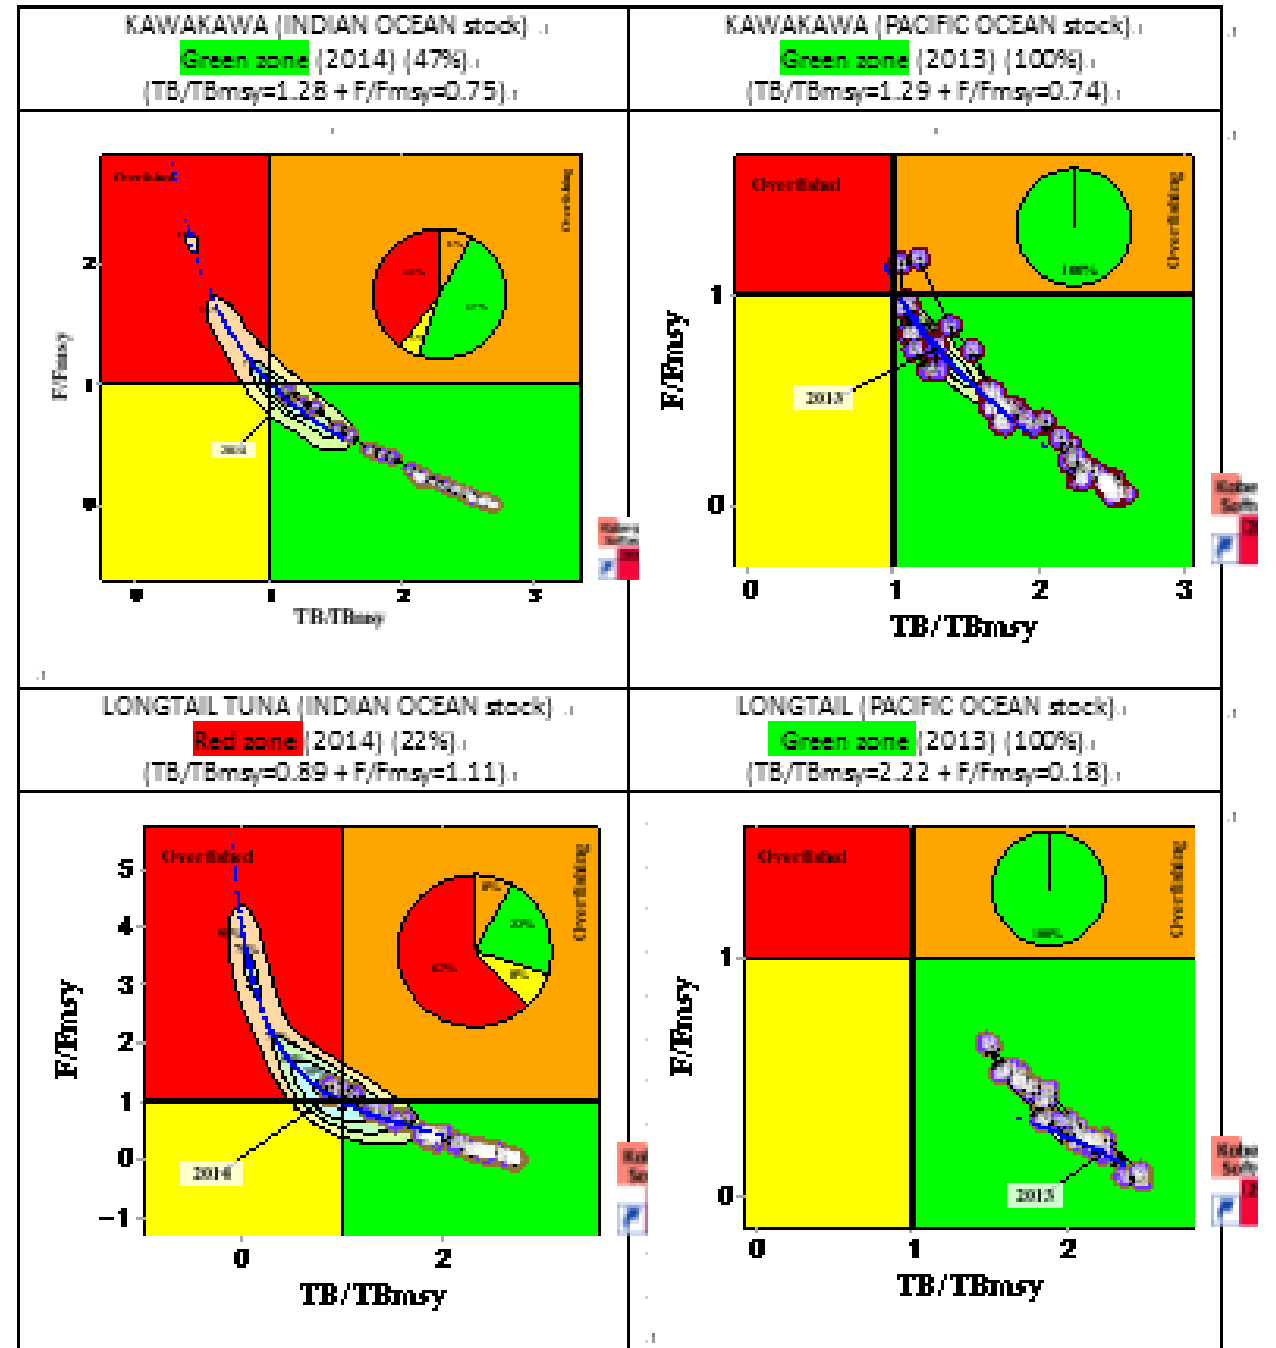 KAWAKAWA (INDIAN OCEAN stock)
Green zone (2014) (47%).
(TB/TBmsy=1.28 + F/Fmsy=0.75).
KAWAKAWA (PACIFIC OCEAN stock).
Green zone (2013) (100%).
(TB/TBmsy=1.29 + F/Fmsy=0.74).
Overfished
Overfishing
2
1
0
F/Fmsy
0
1
2
3
TB/TBmsy
Overfished
Overfishing
100%
1
0
F/Fmsy
2013
0
1
2
3
TB/TBmsy
LONGTAIL TUNA (INDIAN OCEAN stock)
Red zone (2014) (22%).
(TB/TBmsy=0.89 + F/Fmsy=1.11).
LONGTAIL (PACIFIC OCEAN stock).
Green zone (2013) (100%).
(TB/TBmsy=2.22 + F/Fmsy=0.18).
Overfished
Overfishing
22%
5
4
3
2
1
0
-1
F/Fmsy
2014
0
2
TB/TBmsy
Overfished
Overfishing
100%
1
0
F/Fmsy
2013
0
1
2
TB/TBmsy